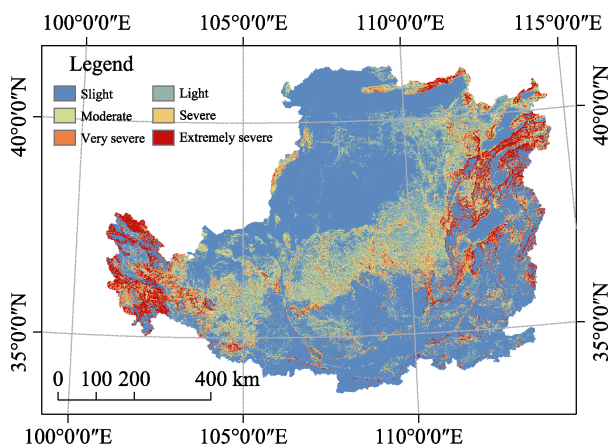 100°0′0″E 105°0′0″E 110°0′0″E 115°0′0″E
Legend
Slight Light
Moderate Severe
Very severe Extremely severe
40°0′0″N 40°0′0″N
35°0′0″N 35°0′0″N
0 100 200 400 km
100°0′0″E 105°0′0″E 110°0′0″E